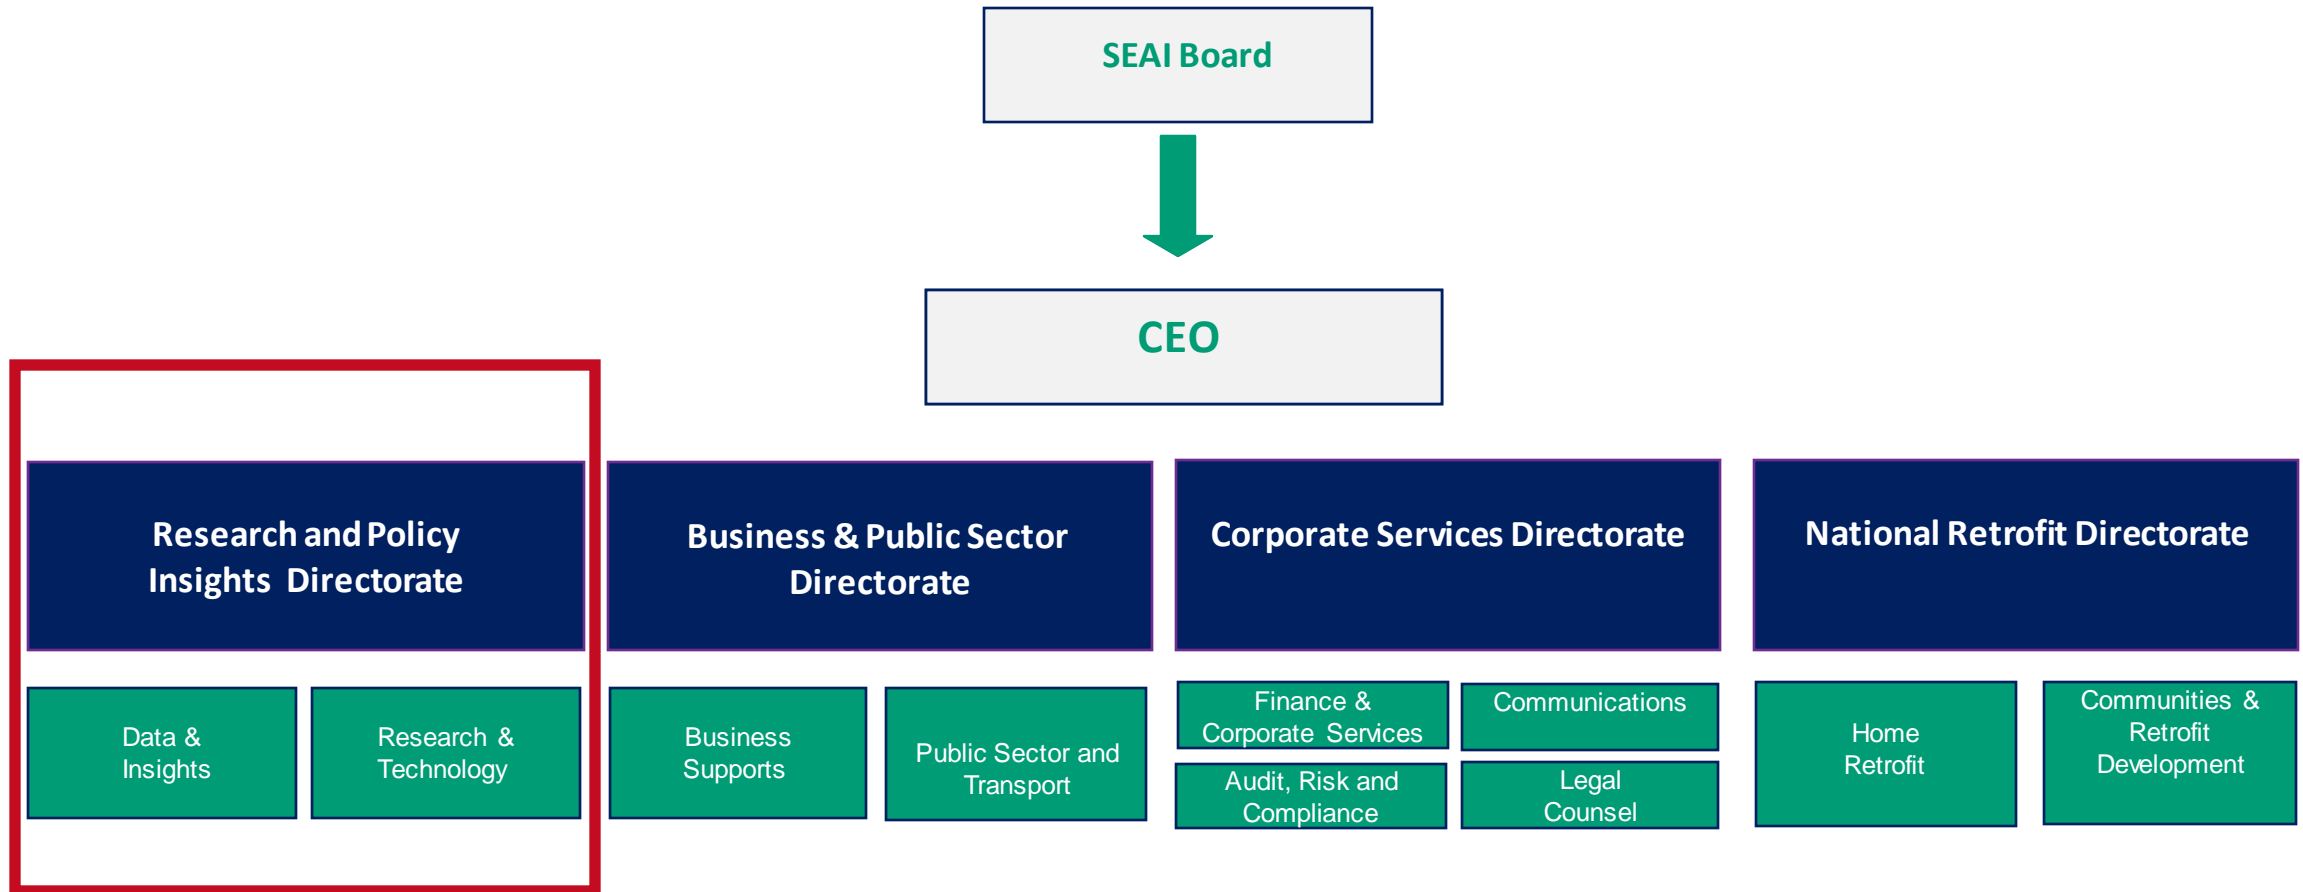 SEAI Board
CEO
Research and Policy
Insights Directorate
Business & Public Sector
Directorate
Corporate Services Directorate
National Retrofit Directorate
Data &
Insights
Research &
Technology
Business
Supports
Public Sector and
Transport
Finance &
Corporate Services
Communications
Audit, Risk and
Compliance
Legal
Counsel
Home
Retrofit
Communities &
Retrofit
Development